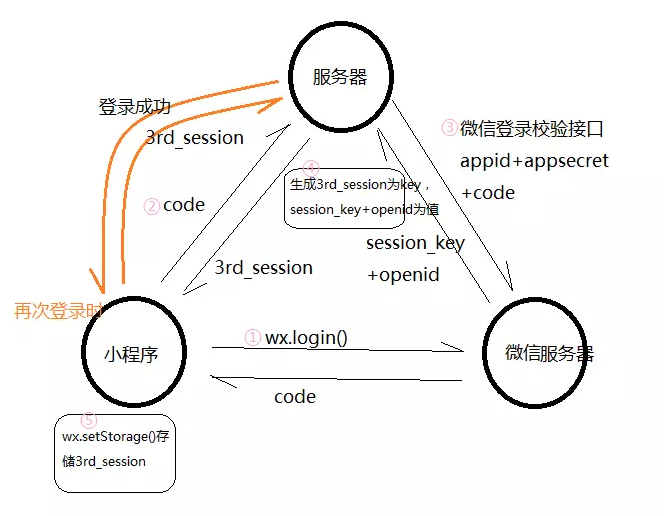 服务器
登录成功
3rd_session
③微信登录校验接口
appid+appsecret
+code
④
生成3rd_session为key，
session_key+openid为值
②code
session_key
+openid
3rd_session
再次登录时
小程序
①wx.login()
微信服务器
code
⑤
wx.setStorage()存
储3rd_session